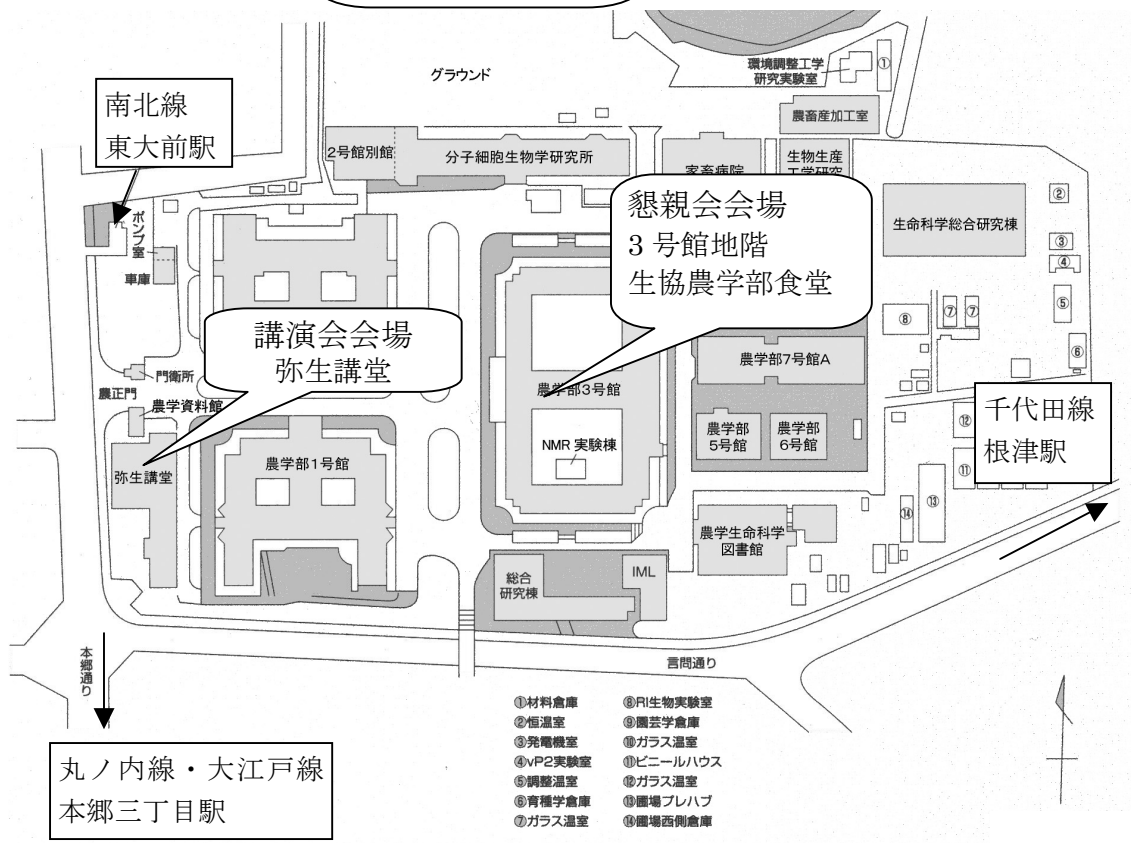 グラウンド
環境調整工学
研究実験室
①
農畜産加工室
南北線
東大前駅
2号館別館
分子細胞生物学研究所
家畜病院
生物生産
工学研究
ポンプ室
車庫
懇親会会場
3 号館地階
生協農学部食堂
生命科学総合研究棟
②
③
④
⑤
⑥
⑦
⑦
⑧
講演会会場
弥生講堂
門衛所
農正門
農学資料館
弥生講堂
農学部1号館
農学部3号館
NMR 実験棟
農学部7号館A
農学部
5号館
農学部
6号館
千代田線
根津駅
⑫
⑪
⑬
⑭
農学生命科学
図書館
総合
研究棟
IML
言問通り
本郷通り
丸ノ内線・大江戸線
本郷三丁目駅
①材料倉庫
②恒温室
③発電機室
④vP2実験室
⑤調整温室
⑥育種学倉庫
⑦ガラス温室
⑧RI生物実験室
⑨園芸学倉庫
⑩ガラス温室
⑪ビニールハウス
⑫ガラス温室
⑬圃場プレハブ
⑭圃場西側倉庫